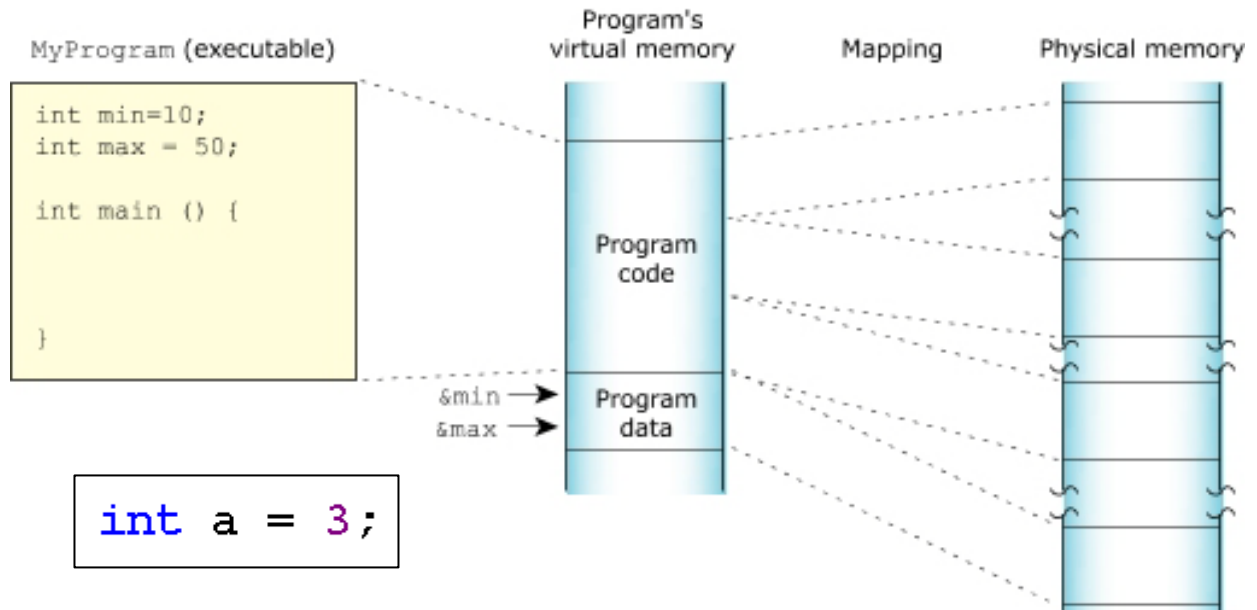 MyProgram (executable)
Program's
virtual memory
Mapping
Physical memory
int min=10;
int max = 50;
int main () {
}
Program
code
&min
&max
Program
data
int a = 3;